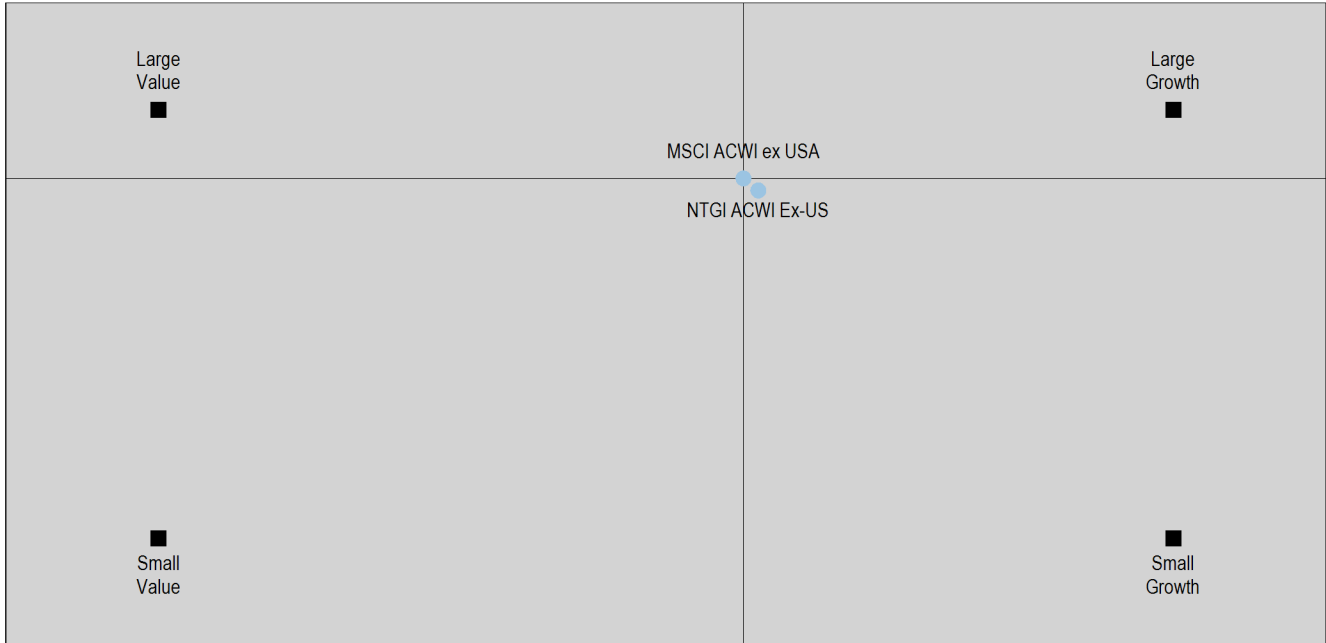 Large
Value
Large
Growth
MSCI ACWI ex USA
NTGI ACWI Ex-US
Small
Value
Small
Growth